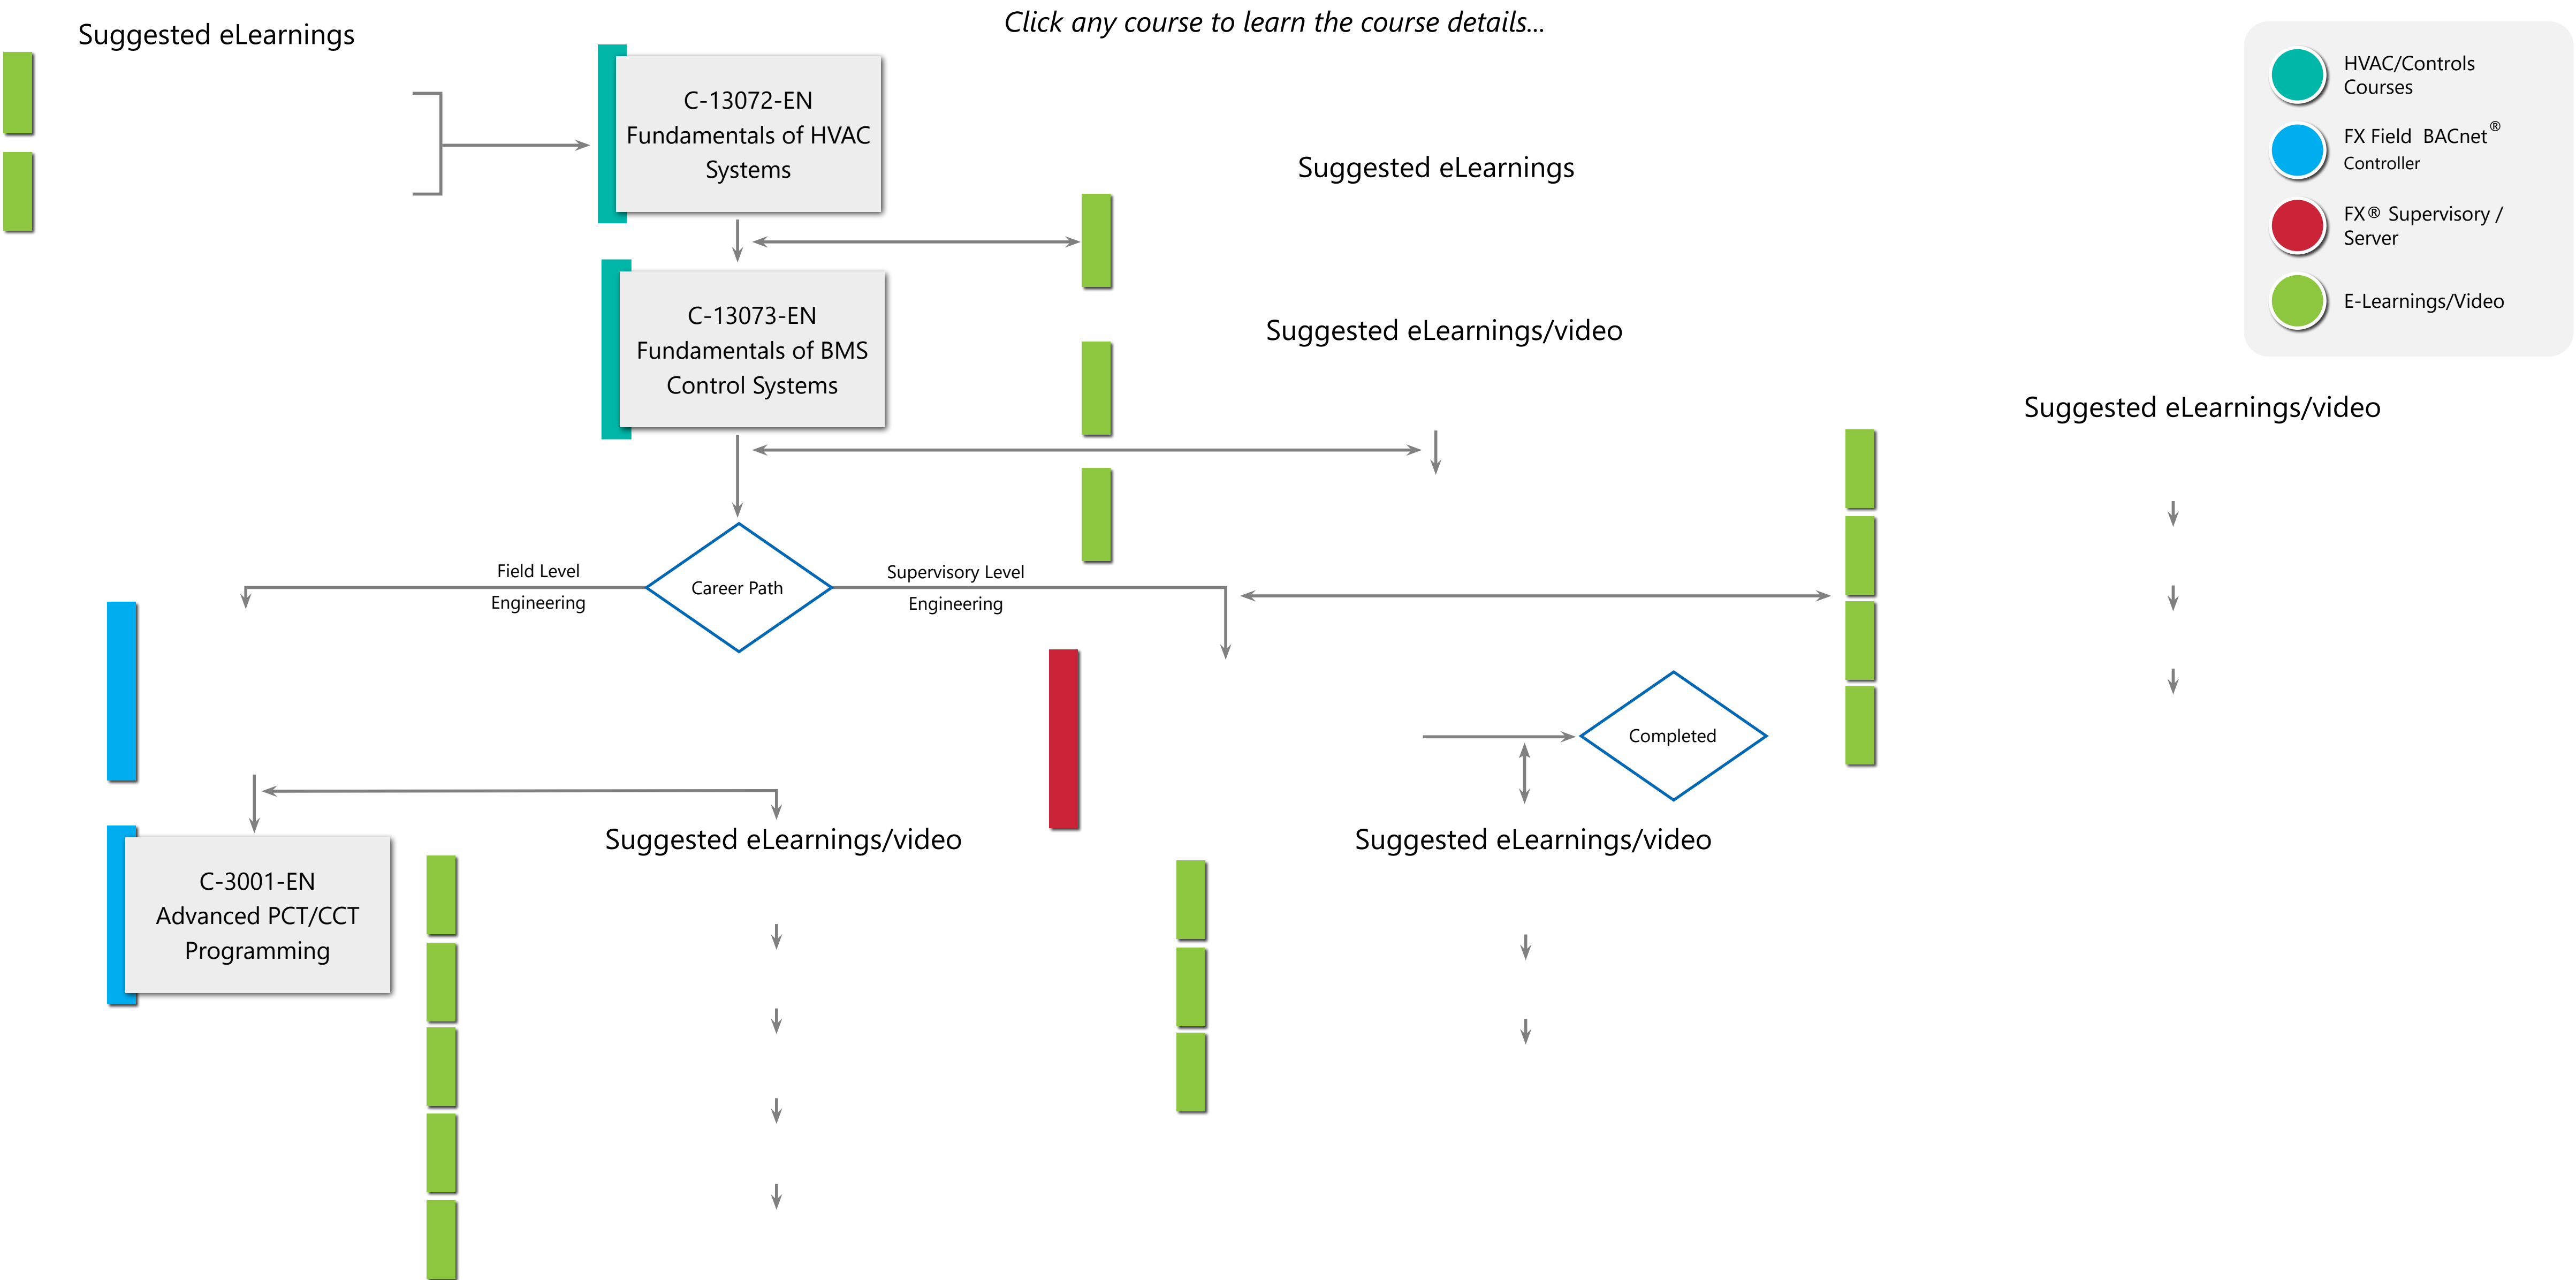 Click any course to learn the course details...
Suggested eLearnings
C-13072-EN
Fundamentals of HVAC
Systems
Suggested eLearnings
C-13073-EN
Fundamentals of BMS
Control Systems
Suggested eLearnings/video
Suggested eLearnings/video
HVAC/Controls
Courses
FX Field  BACnet®
Controller
FX® Supervisory /
Server
E-Learnings/Video
Field Level
Engineering
Career Path
Supervisory Level
Engineering
Completed
C-3001-EN
Advanced PCT/CCT
Programming
Suggested eLearnings/video
Suggested eLearnings/video